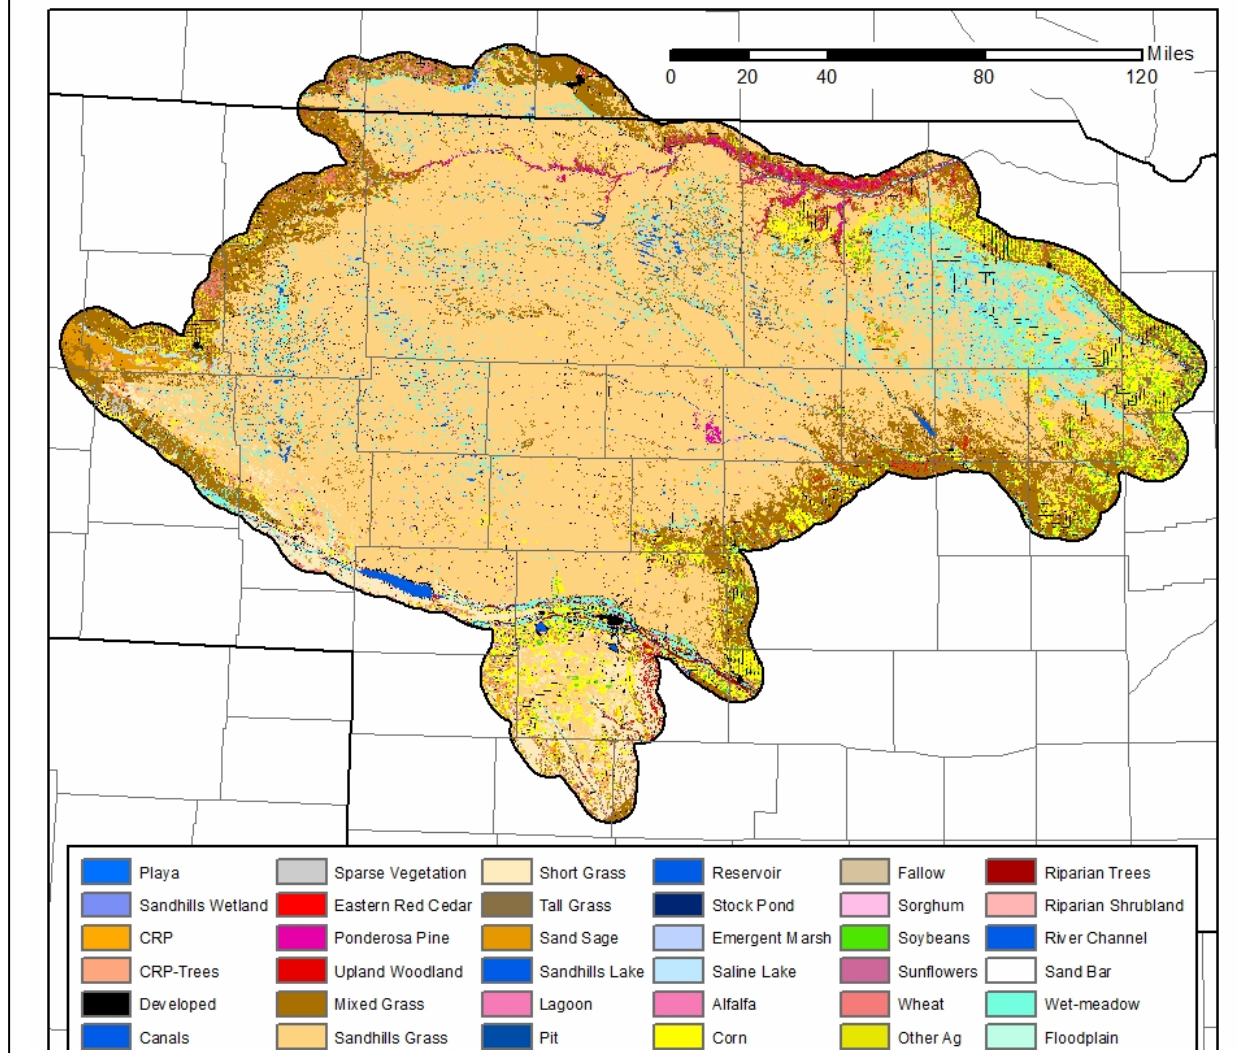 Miles
0 20 40 80 120
Playa Sparse Vegetation Short Grass Reservoir Fallow Riparian Trees
Sandhills Wetland Eastern Red Cedar Tall Grass Stock Pond Sorghum Riparian Shrubland
CRP Ponderosa Pine Sand Sage Emergent Marsh Soybeans River Channel
CRP-Trees Upland Woodland Sandhills Lake Saline Lake Sunflowers Sand Bar
Developed Mixed Grass Lagoon Alfalfa Wheat Wet-meadow
Canals Sandhills Grass Pit Corn Other Ag Floodplain